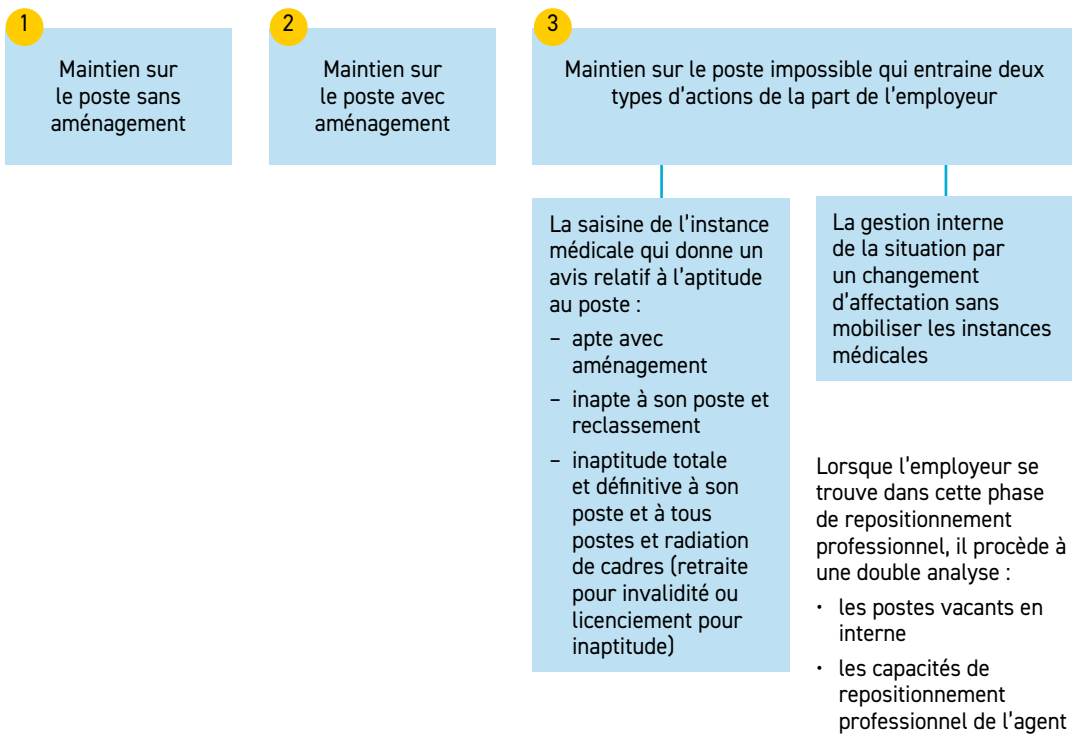 1
Maintien sur
le poste sans
aménagement
2
Maintien sur
le poste avec
aménagement
3
Maintien sur le poste impossible qui entraine deux
types d'actions de la part de l'employeur
La saisine de l'instance
médicale qui donne un
avis relatif à l'aptitude
au poste :
– apte avec
aménagement
– inapte à son poste et
reclassement
– inaptitude totale
et définitive à son
poste et à tous
postes et radiation
de cadres (retraite
pour invalidité ou
licenciement pour
inaptitude)
La gestion interne
de la situation par
un changement
d'affectation sans
mobiliser les instances
médicales
Lorsque l'employeur se
trouve dans cette phase
de repositionnement
professionnel, il procède à
une double analyse :
• les postes vacants en
interne
• les capacités de
repositionnement
professionnel de l'agent